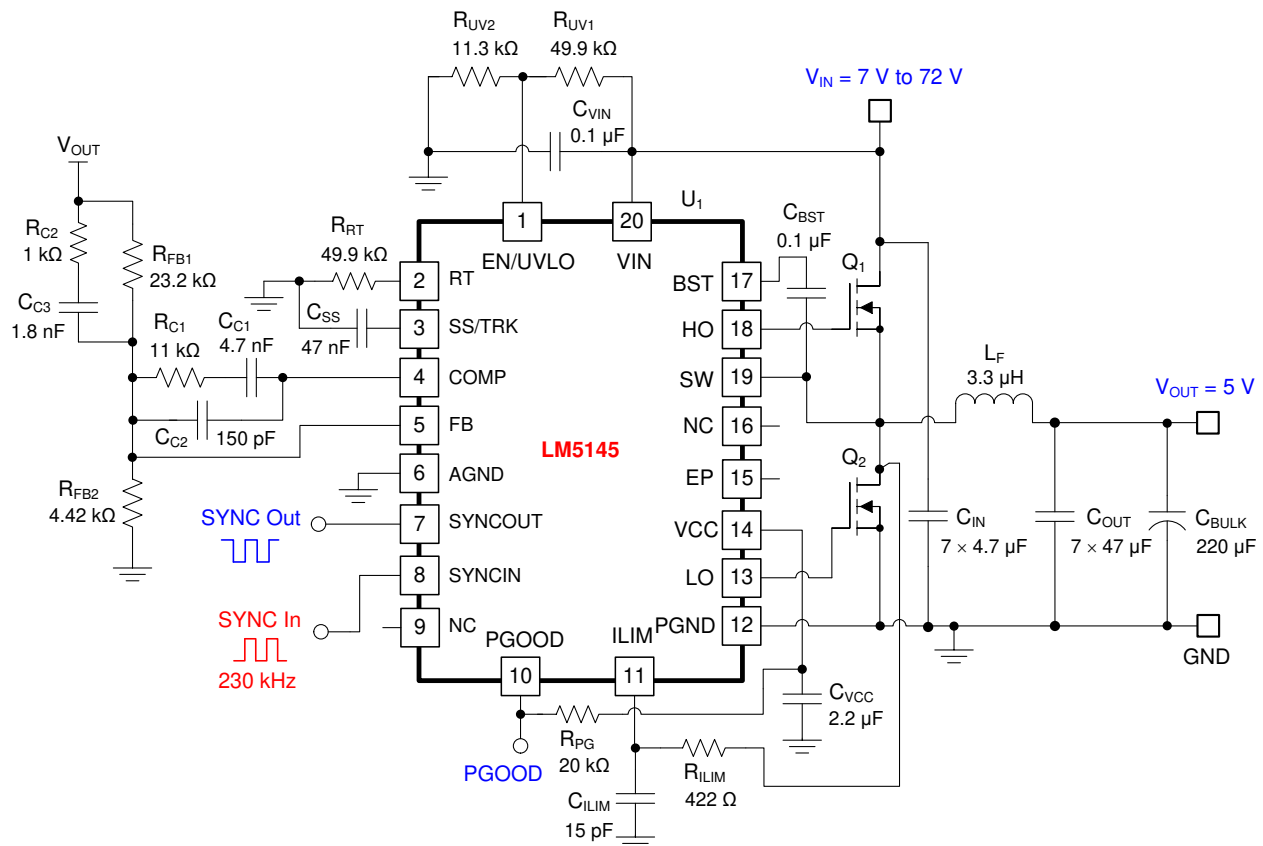 RUV2
11.3 kΩ
RUV1
49.9 kΩ
VIN = 7 V to 72 V
CVIN
0.1 µF
VOUT
RC2
1 kΩ
RFB1
23.2 kΩ
CC3
1.8 nF
RC1
11 kΩ
CC1
4.7 nF
CC2
150 pF
RFB2
4.42 kΩ
RRT
49.9 kΩ
CSS
47 nF
U1
1
EN/UVLO
20
VIN
2
RT
3
SS/TRK
4
COMP
5
FB
6
AGND
7
SYNCOUT
8
SYNCIN
9
NC
PGOOD
10
ILIM
11
LM5145
BST
17
HO
18
SW
19
NC
16
EP
15
VCC
14
LO
13
PGND
12
CBST
0.1 µF
Q1
Q2
LF
3.3 µH
VOUT = 5 V
CIN
7 × 4.7 µF
COUT
7 × 47 µF
CBULK
220 µF
GND
SYNC Out
SYNC In
230 kHz
CVCC
2.2 µF
RPG
20 kΩ
PGOOD
RILIM
422 Ω
CILIM
15 pF